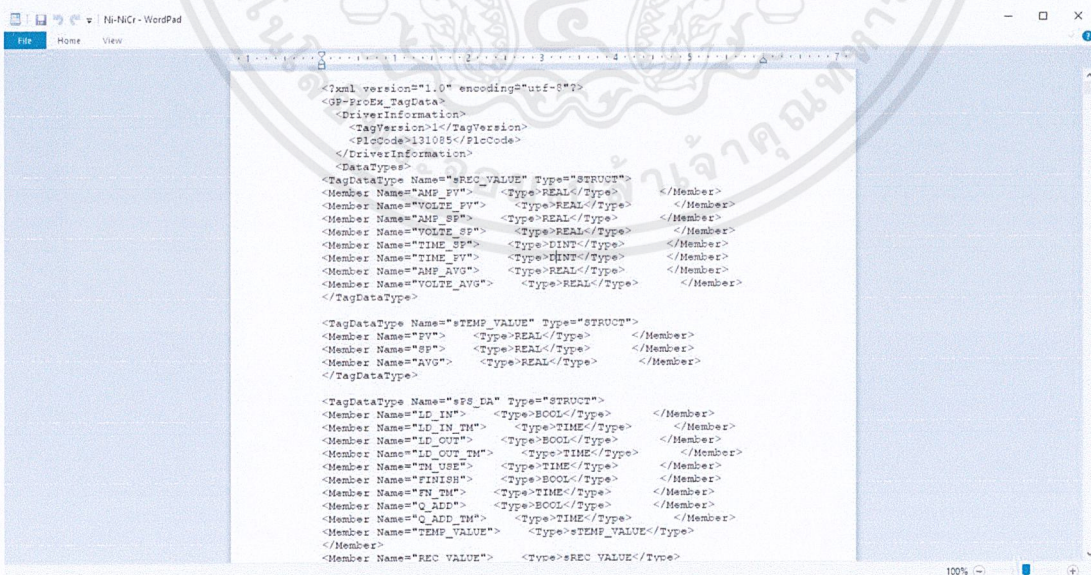 Ni-NiCr - WordPad
File Home View
1 2 3 4 5 6 7
<?xml version="1.0" encoding="utf-8"?>
<GP-ProEx_TagData>
<DriverInformation>
<TagVersion>1</TagVersion>
<PlcCode>131085</PlcCode>
</DriverInformation>
<DataTypes>
<TagDataType Name="sREC_VALUE" Type="STRUCT">
<Member Name="AMP_PV"> <Type>REAL</Type> </Member>
<Member Name="VOLTE_PV"> <Type>REAL</Type> </Member>
<Member Name="AMP_SP"> <Type>REAL</Type> </Member>
<Member Name="VOLTE_SP"> <Type>REAL</Type> </Member>
<Member Name="TIME_SP"> <Type>DINT</Type> </Member>
<Member Name="TIME_PV"> <Type>DINT</Type> </Member>
<Member Name="AMP_AVG"> <Type>REAL</Type> </Member>
<Member Name="VOLTE_AVG"> <Type>REAL</Type> </Member>
</TagDataType>
<TagDataType Name="sTEMP_VALUE" Type="STRUCT">
<Member Name="PV"> <Type>REAL</Type> </Member>
<Member Name="SP"> <Type>REAL</Type> </Member>
<Member Name="AVG"> <Type>REAL</Type> </Member>
</TagDataType>
<TagDataType Name="sPS_DA" Type="STRUCT">
<Member Name="LD_IN"> <Type>BOOL</Type> </Member>
<Member Name="LD_IN_TM"> <Type>TIME</Type> </Member>
<Member Name="LD_OUT"> <Type>BOOL</Type> </Member>
<Member Name="LD_OUT_TM"> <Type>TIME</Type> </Member>
<Member Name="TM_USE"> <Type>TIME</Type> </Member>
<Member Name="FINISH"> <Type>BOOL</Type> </Member>
<Member Name="FN_TM"> <Type>TIME</Type> </Member>
<Member Name="Q_ADD"> <Type>BOOL</Type> </Member>
<Member Name="Q_ADD_TM"> <Type>TIME</Type> </Member>
<Member Name="TEMP_VALUE"> <Type>sTEMP_VALUE</Type>
</Member>
<Member Name="REC_VALUE"> <Type>sREC_VALUE</Type>
100%